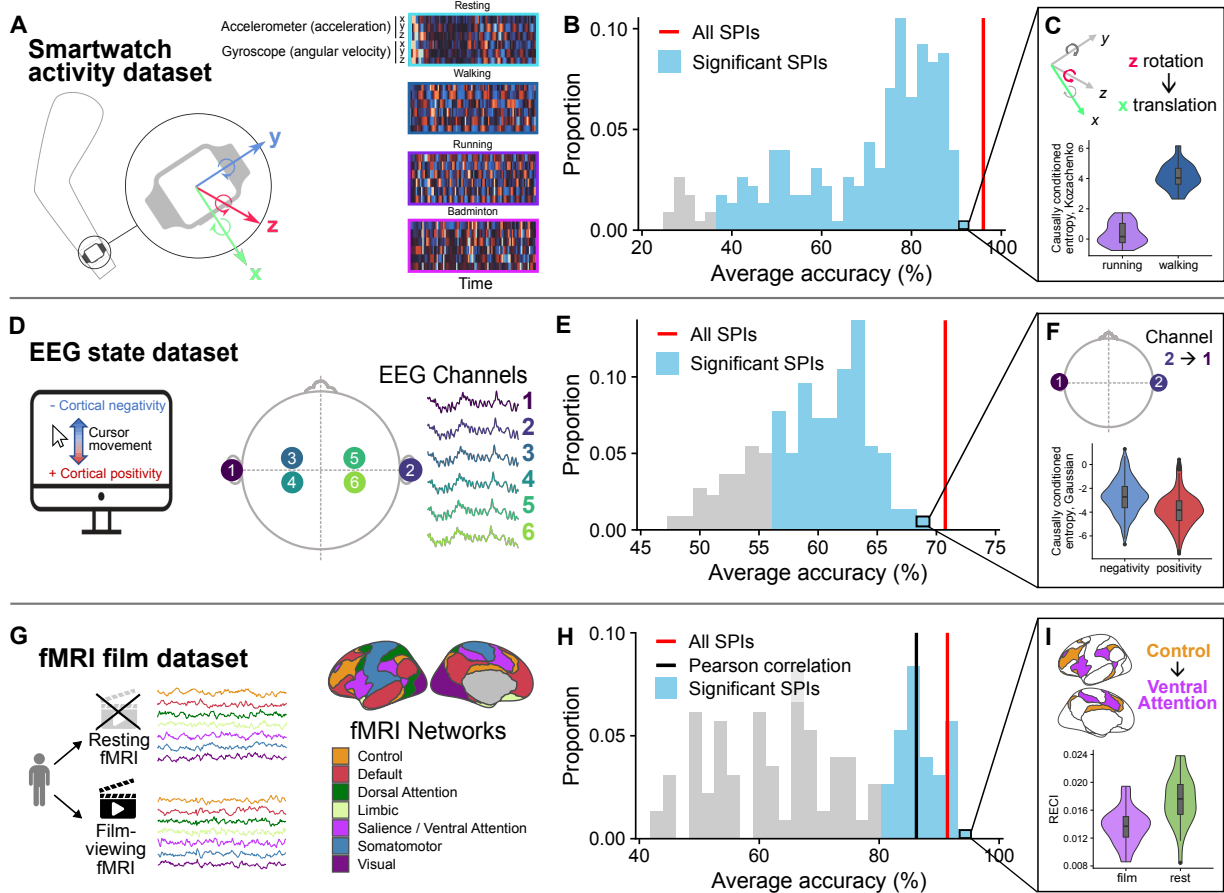 A
Smartwatch
activity dataset
y
z
x
Accelerometer (acceleration)
x
y
z
Gyroscope (angular velocity)
x
y
z
Resting
Walking
Running
Badminton
Time
B
0.10
0.05
0.00
Proportion
All SPIs
Significant SPIs
20
40
60
80
100
Average accuracy (%)
C
y
z
x
z rotation
x translation
Causally conditioned
entropy, Kozachenko
6
4
2
0
running
walking
D
EEG state dataset
- Cortical negativity
Cursor
movement
+ Cortical positivity
1
2
3
4
5
6
EEG Channels
1
2
3
4
5
6
E
0.10
0.05
0.00
Proportion
All SPIs
Significant SPIs
45
50
55
60
65
70
75
Average accuracy (%)
F
Channel
2 → 1
1
2
Causally conditioned
entropy, Gaussian
0
-2
-4
-6
negativity
positivity
G
fMRI film dataset
Resting
fMRI
Film-
viewing
fMRI
fMRI Networks
Control
Default
Dorsal Attention
Limbic
Salience / Ventral Attention
Somatomotor
Visual
H
0.10
0.05
0.00
Proportion
All SPIs
Pearson correlation
Significant SPIs
40
60
80
100
Average accuracy (%)
I
Control
Ventral
Attention
RECI
0.024
0.020
0.016
0.012
0.008
film
rest